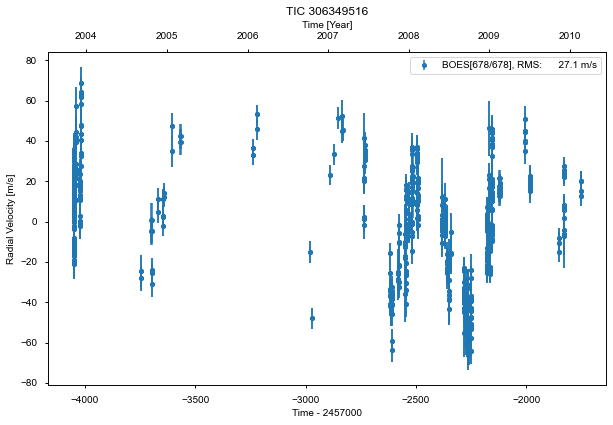 TIC 306349516
Time [Year]
2004 2005 2006 2007 2008 2009 2010
BOES[678/678], RMS: 27.1 m/s
Radial Velocity [m/s]
80
60
40
20
0
−20
−40
−60
−80
−4000 −3500 −3000 −2500 −2000
Time - 2457000